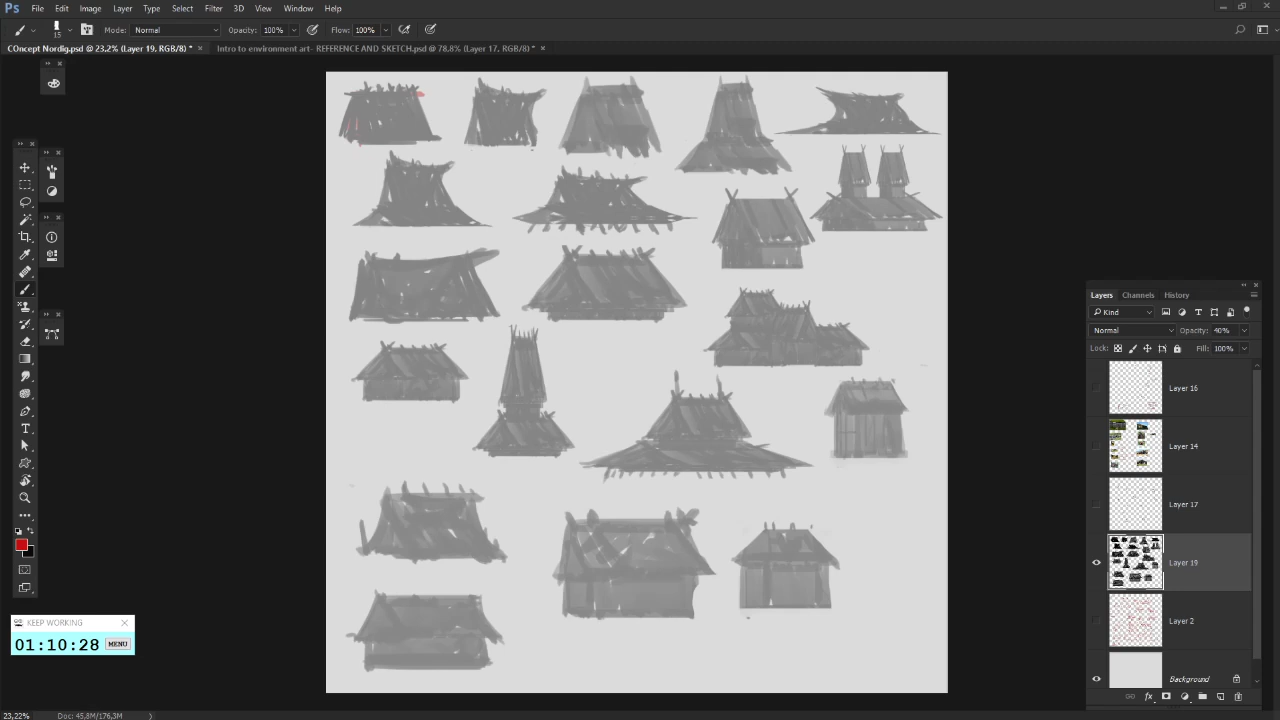 Ps File Edit Image Layer Type Select Filter 3D View Window Help
15 Mode: Normal Opacity: 100% Flow: 100%
COncept Nordig.psd @ 23,2% (Layer 19, RGB/8) * × Intro to environment art- REFERENCE AND SKETCH.psd @ 78,8% (Layer 17, RGB/8) * ×
Layers Channels History
Kind
Normal Opacity: 40%
Lock: Fill: 100%
Layer 16
Layer 14
Layer 17
Layer 19
Layer 2
Background
fx
KEEP WORKING
01:10:28 MENU
23,22% Doc: 45,8M/176,3M